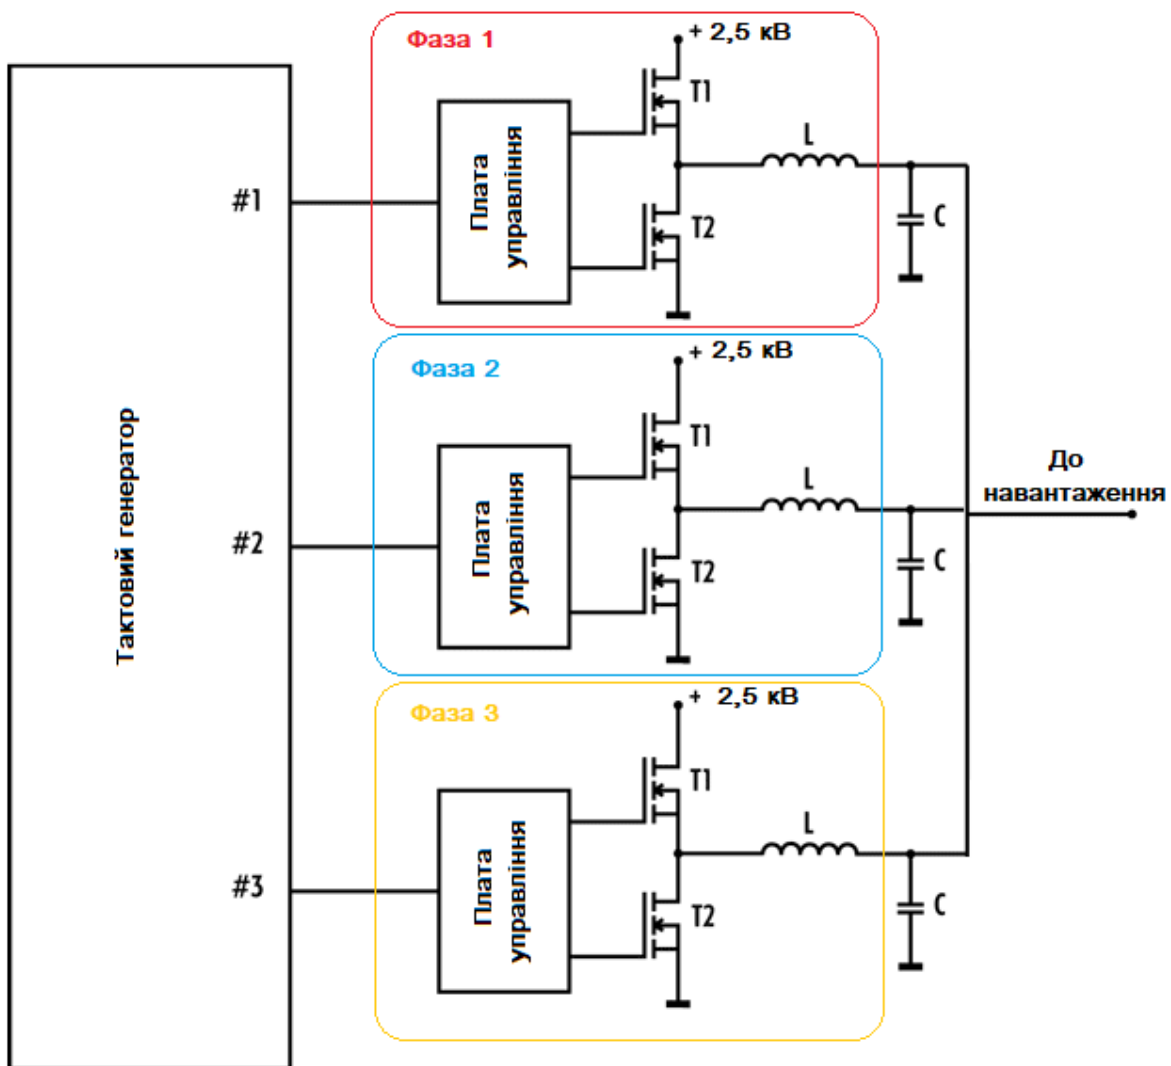 Тактовий генератор
#1
#2
#3
Фаза 1
Плата
управління
+ 2,5 кВ
T1
T2
L
C
Фаза 2
Плата
управління
+ 2,5 кВ
T1
T2
L
C
Фаза 3
Плата
управління
+ 2,5 кВ
T1
T2
L
C
До
навантаження